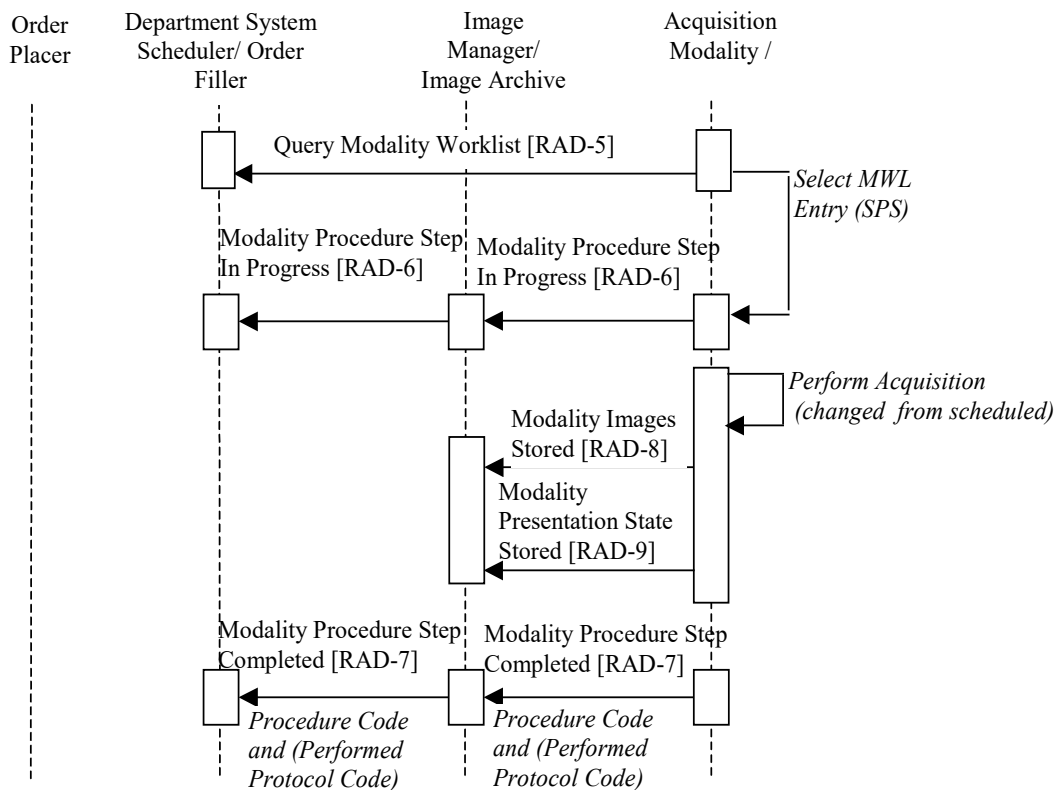 Order
Placer
Department System
Scheduler/ Order
Filler
Image
Manager/
Image Archive
Acquisition
Modality /
Query Modality Worklist [RAD-5]
Select MWL
Entry (SPS)
Modality Procedure Step
In Progress [RAD-6]
Modality Procedure Step
In Progress [RAD-6]
Perform Acquisition
(changed from scheduled)
Modality Images
Stored [RAD-8]
Modality
Presentation State
Stored [RAD-9]
Modality Procedure Step
Completed [RAD-7]
Modality Procedure Step
Completed [RAD-7]
Procedure Code
and (Performed
Protocol Code)
Procedure Code
and (Performed
Protocol Code)